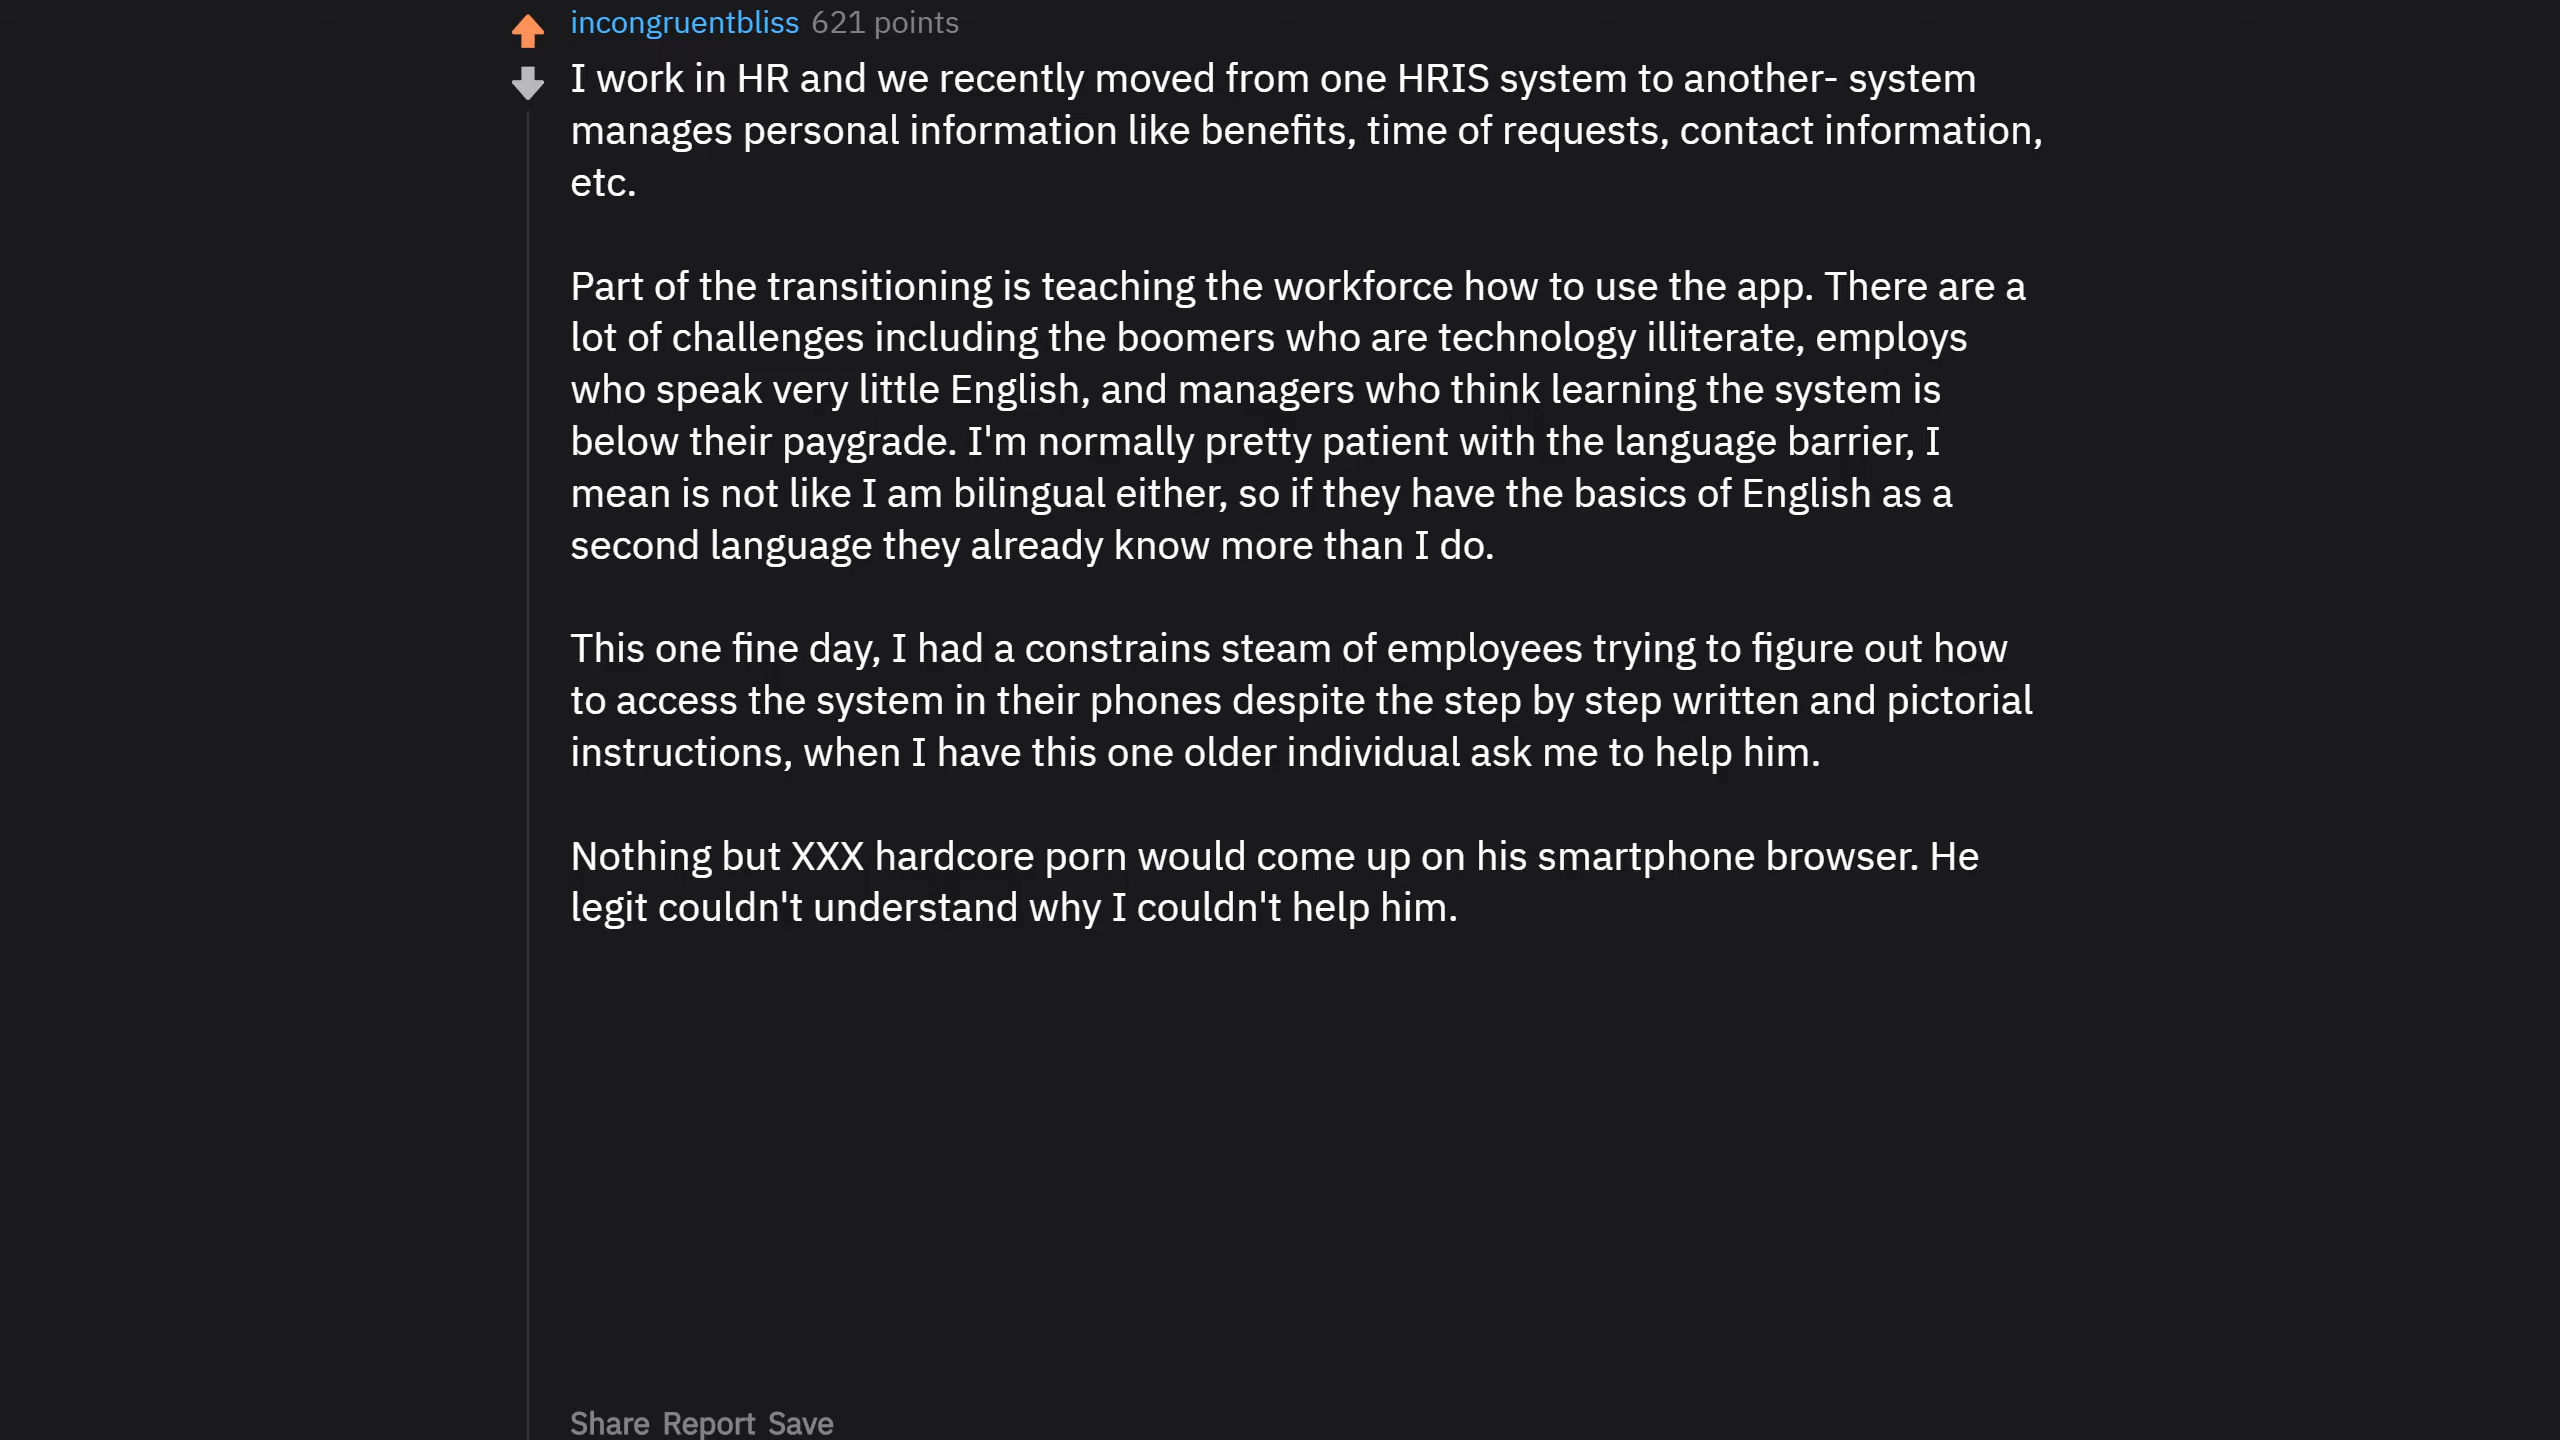 incongruentbliss 621 points
I work in HR and we recently moved from one HRIS system to another- system
manages personal information like benefits, time of requests, contact information,
etc.
Part of the transitioning is teaching the workforce how to use the app. There are a
lot of challenges including the boomers who are technology illiterate, employs
who speak very little English, and managers who think learning the system is
below their paygrade. I'm normally pretty patient with the language barrier, I
mean is not like I am bilingual either, so if they have the basics of English as a
second language they already know more than I do.
This one fine day, I had a constrains steam of employees trying to figure out how
to access the system in their phones despite the step by step written and pictorial
instructions, when I have this one older individual ask me to help him.
Nothing but XXX hardcore porn would come up on his smartphone browser. He
legit couldn't understand why I couldn't help him.
Share Report Save